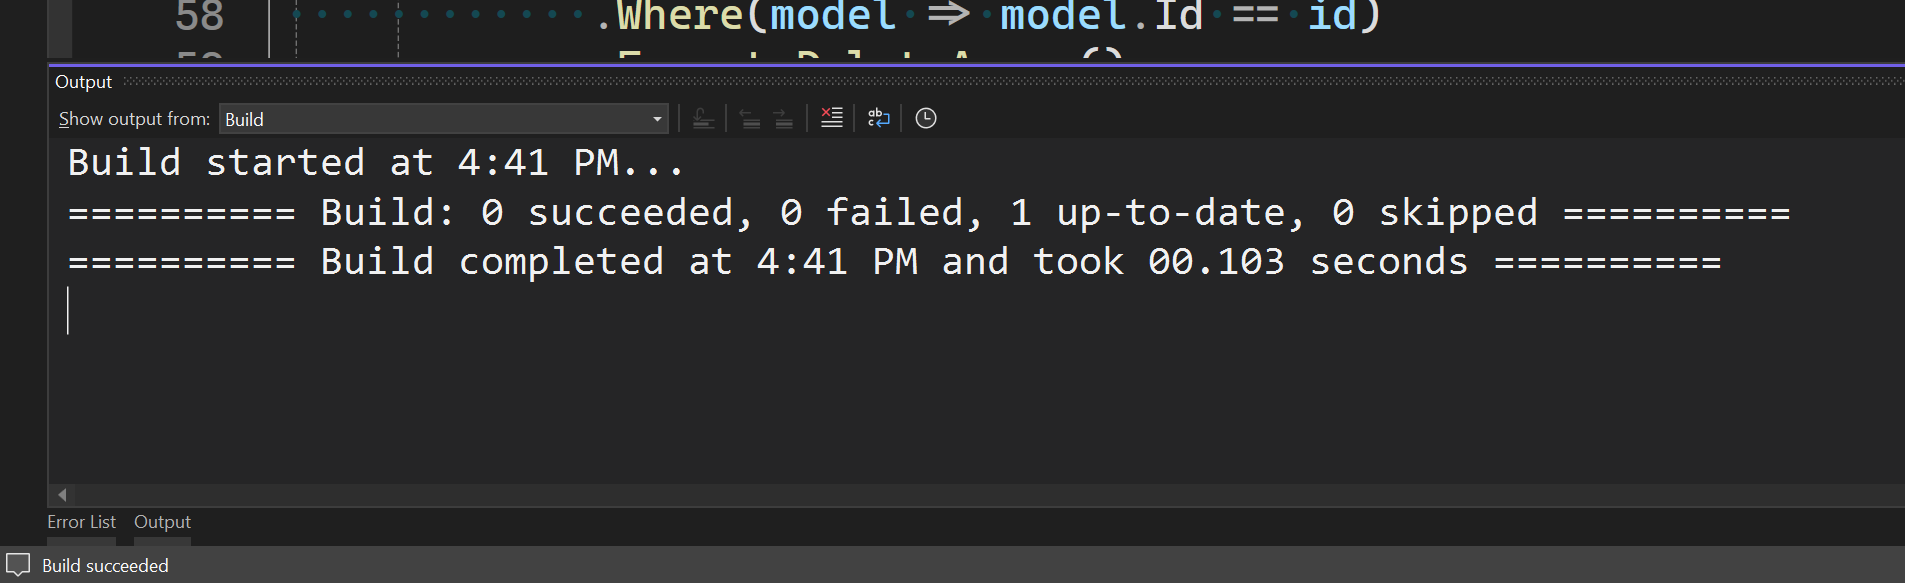 58 .Where(model => model.Id == id)
Output
Show output from: Build
Build started at 4:41 PM...
========== Build: 0 succeeded, 0 failed, 1 up-to-date, 0 skipped ==========
========== Build completed at 4:41 PM and took 00.103 seconds ==========
Error List Output
Build succeeded